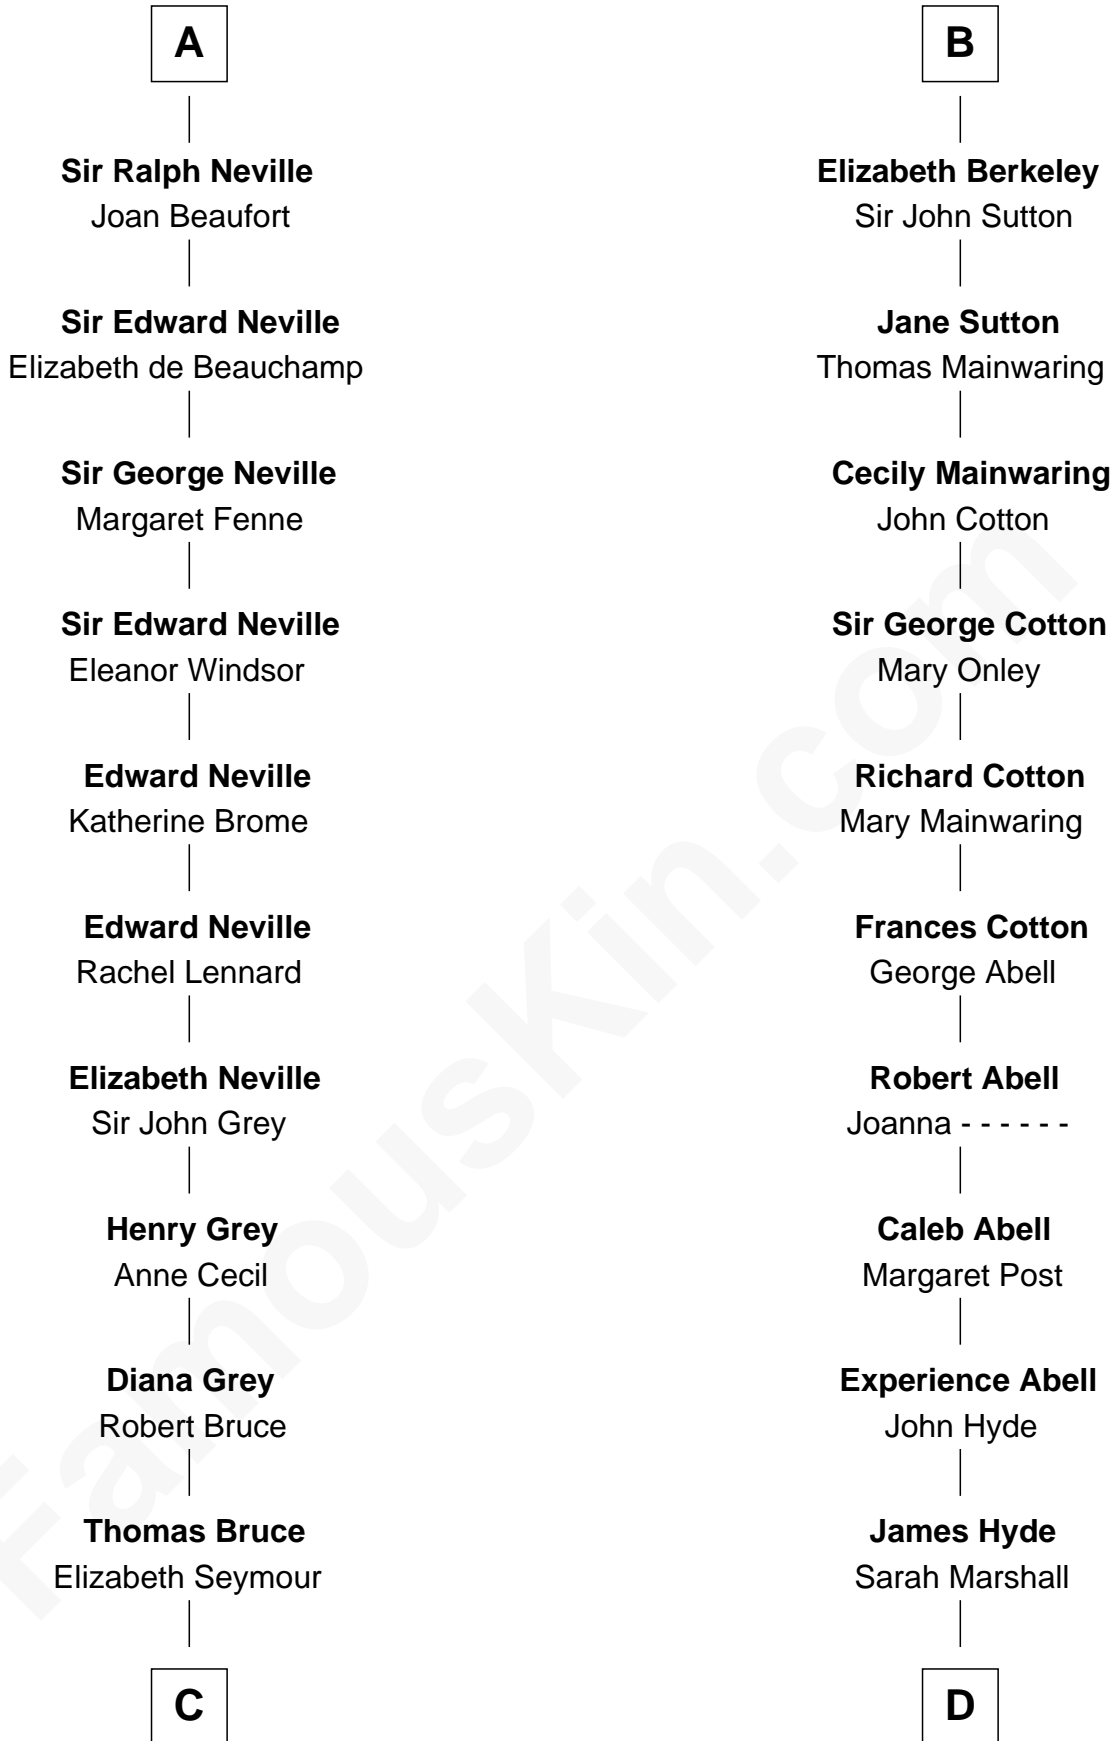 A
Sir Ralph Neville
Joan Beaufort
Sir Edward Neville
Elizabeth de Beauchamp
Sir George Neville
Margaret Fenne
Sir Edward Neville
Eleanor Windsor
Edward Neville
Katherine Brome
Edward Neville
Rachel Lennard
Elizabeth Neville
Sir John Grey
Henry Grey
Anne Cecil
Diana Grey
Robert Bruce
Thomas Bruce
Elizabeth Seymour
C
B
Elizabeth Berkeley
Sir John Sutton
Jane Sutton
Thomas Mainwaring
Cecily Mainwaring
John Cotton
Sir George Cotton
Mary Onley
Richard Cotton
Mary Mainwaring
Frances Cotton
George Abell
Robert Abell
Joanna - - - - - -
Caleb Abell
Margaret Post
Experience Abell
John Hyde
James Hyde
Sarah Marshall
D
FamousKin.com